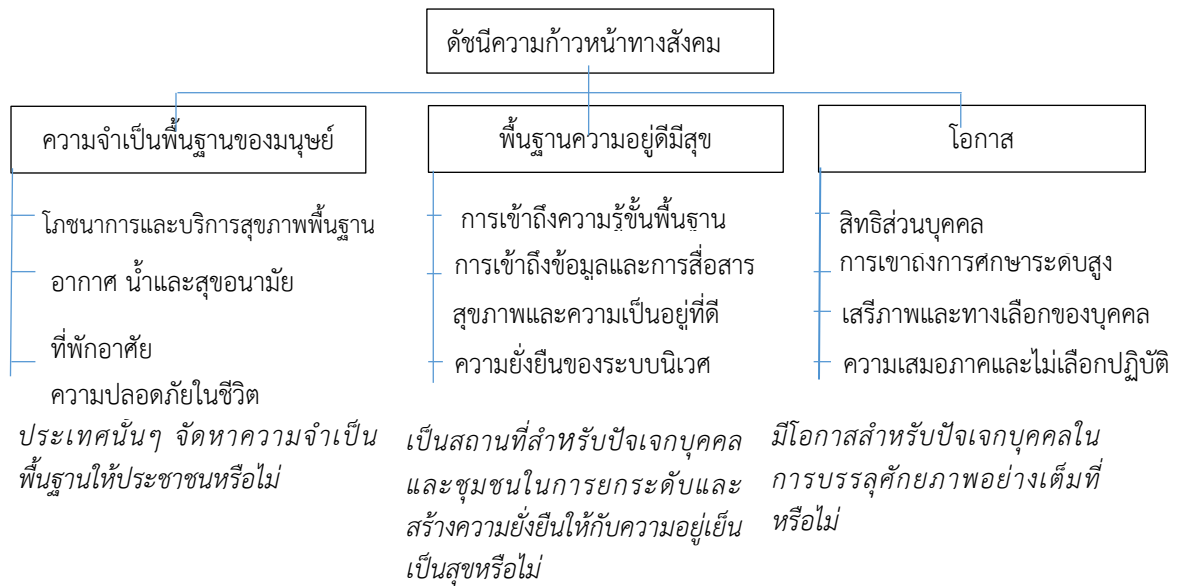 ดัชนีความก้าวหน้าทางสังคม
ความจำเป็นพื้นฐานของมนุษย์
โภชนาการและบริการสุขภาพพื้นฐาน
อากาศ น้ำและสุขอนามัย
ที่พักอาศัย
ความปลอดภัยในชีวิต
ประเทศนั้นๆ จัดหาความจำเป็น
พื้นฐานให้ประชาชนหรือไม่
พื้นฐานความอยู่ดีมีสุข
การเข้าถึงความรู้ขั้นพื้นฐาน
การเข้าถึงข้อมูลและการสื่อสาร
สุขภาพและความเป็นอยู่ที่ดี
ความยั่งยืนของระบบนิเวศ
เป็นสถานที่สำหรับปัจเจกบุคคล
และชุมชนในการยกระดับและ
สร้างความยั่งยืนให้กับความอยู่เย็น
เป็นสุขหรือไม่
โอกาส
สิทธิส่วนบุคคล
การเข้าถึงการศึกษาระดับสูง
เสรีภาพและทางเลือกของบุคคล
ความเสมอภาคและไม่เลือกปฏิบัติ
มีโอกาสสำหรับปัจเจกบุคคลใน
การบรรลุศักยภาพอย่างเต็มที่
หรือไม่